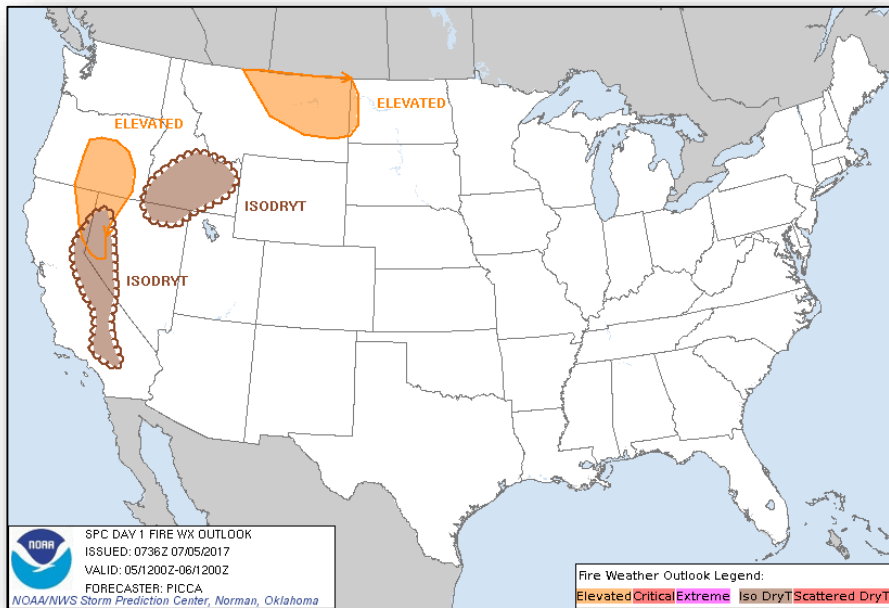 ELEVATED
ELEVATED
ISODRYT
ISODRYT
NOAA
SPC DAY 1 FIRE WX OUTLOOK
ISSUED: 0736Z 07/05/2017
VALID: 05/1200Z-06/1200Z
FORECASTER: PICCA
NOAA/NWS Storm Prediction Center, Norman, Oklahoma
Fire Weather Outlook Legend:
Elevated Critical Extreme Iso DryT Scattered DryT